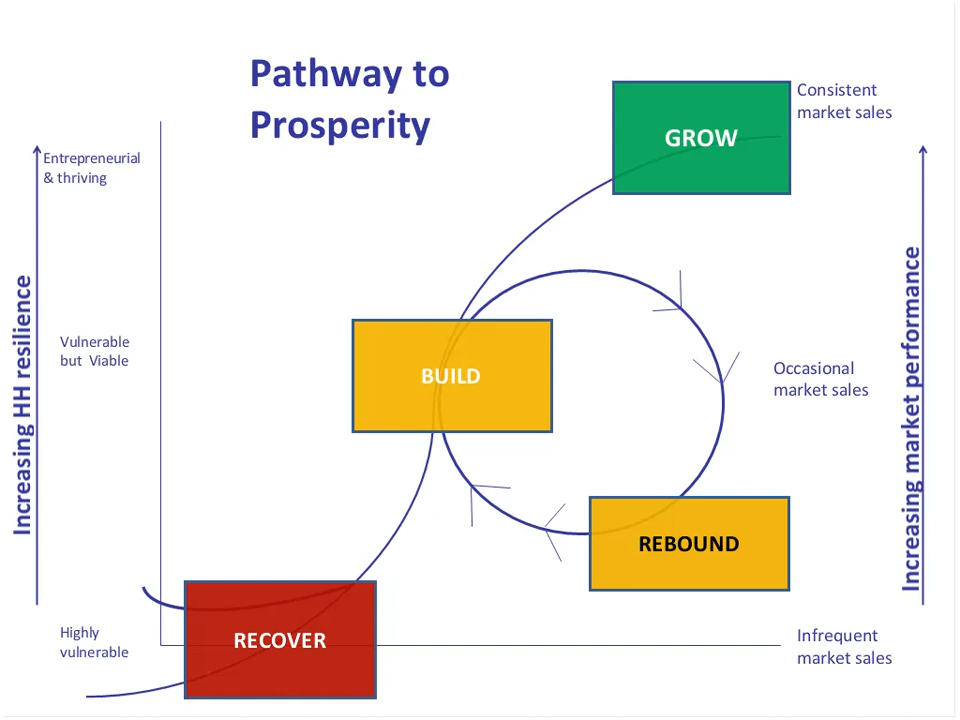 Pathway to
Prosperity
Consistent
market sales
GROW
Entrepreneurial
& thriving
Increasing HH resilience
Increasing market performance
Vulnerable
but Viable
BUILD
Occasional
market sales
REBOUND
Highly
vulnerable
RECOVER
Infrequent
market sales